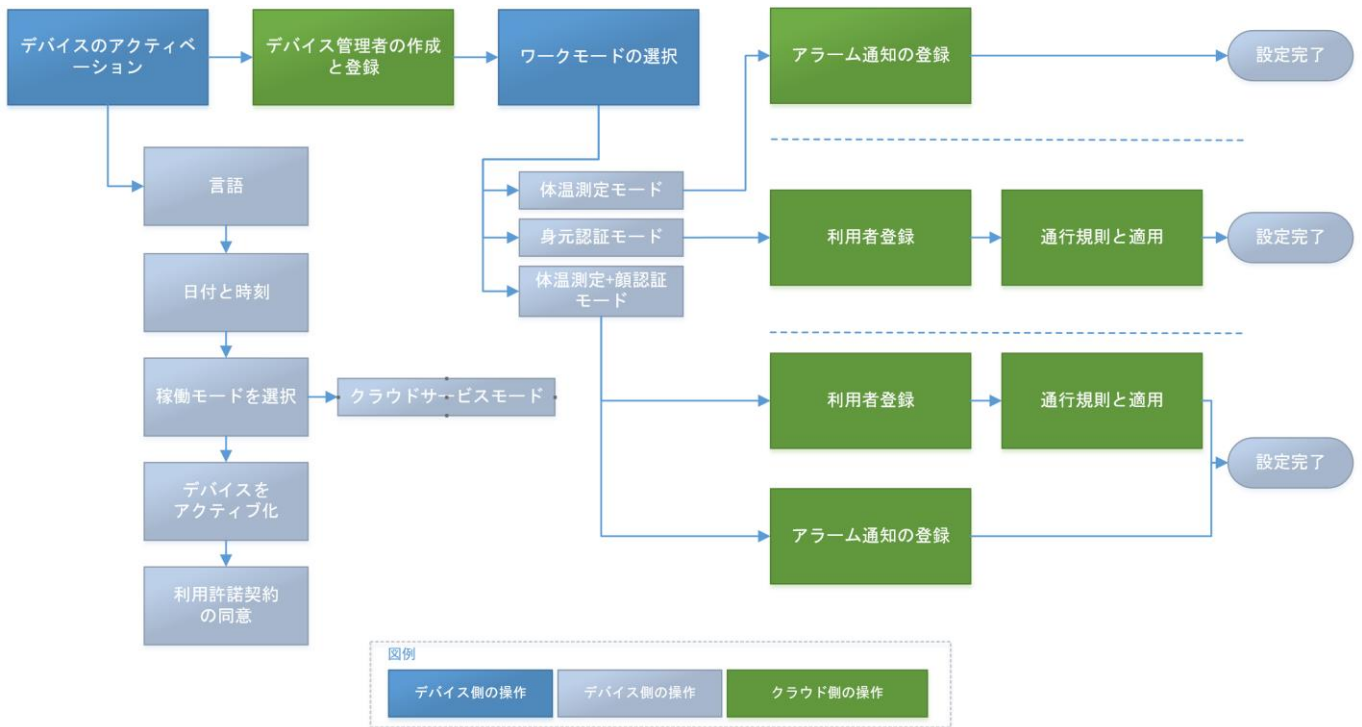 デバイスのアクティベ
ーション
デバイス管理者の作成
と登録
ワークモードの選択
アラーム通知の登録
設定完了
言語
日付と時刻
稼働モードを選択
クラウドサービスモード
デバイスを
アクティブ化
利用許諾契約
の同意
体温測定モード
身元認証モード
体温測定+顔認証
モード
利用者登録
通行規則と適用
設定完了
利用者登録
通行規則と適用
設定完了
アラーム通知の登録
図例
デバイス側の操作
デバイス側の操作
クラウド側の操作